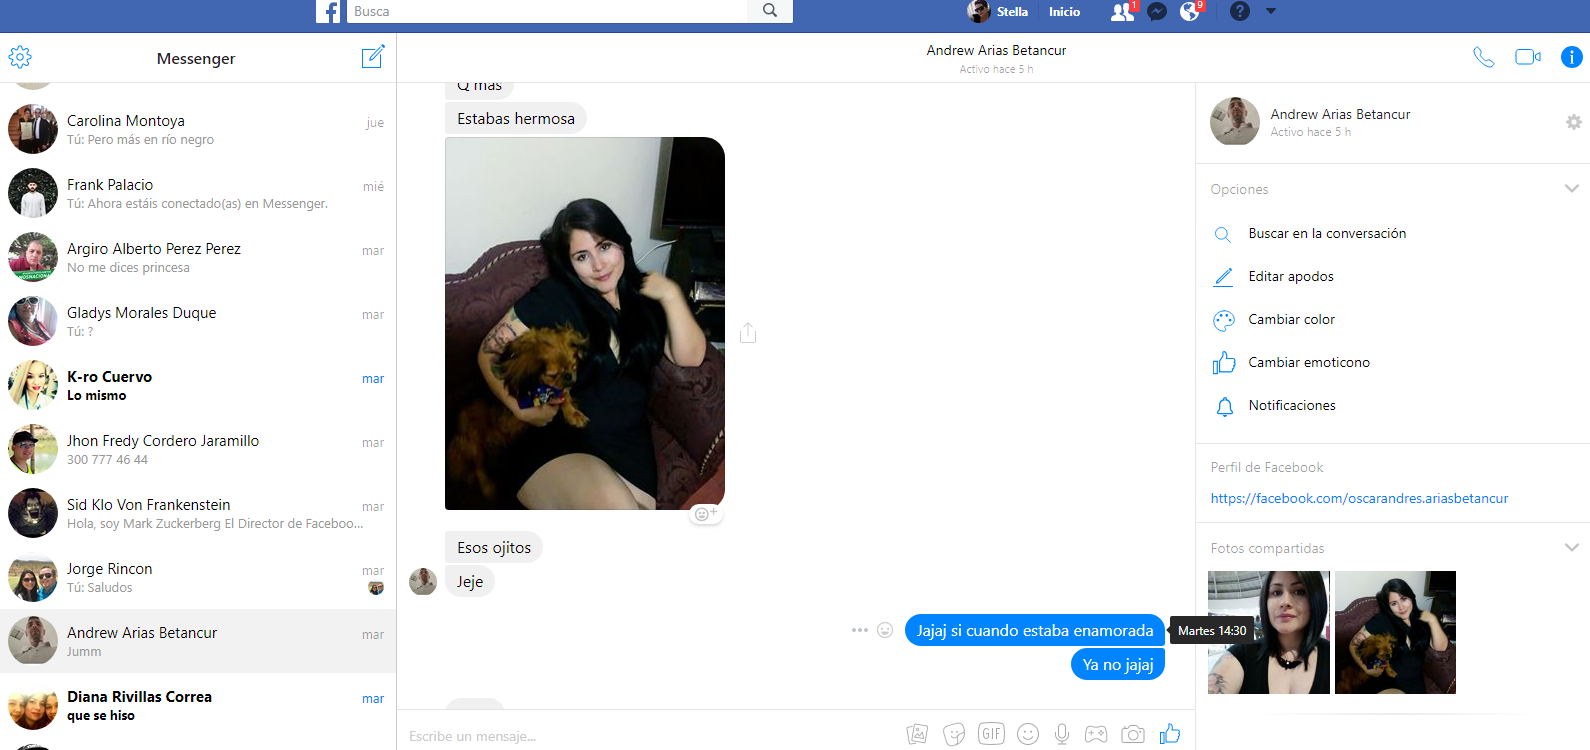 Busca
Stella
Inicio
1
9
Messenger
Carolina Montoya
jue
Tú: Pero más en río negro
Frank Palacio
mié
Tú: Ahora estáis conectado(as) en Messenger.
Argiro Alberto Perez Perez
mar
No me dices princesa
Gladys Morales Duque
mar
Tú: ?
K-ro Cuervo
mar
Lo mismo
Jhon Fredy Cordero Jaramillo
mar
300 777 46 44
Sid Klo Von Frankenstein
mar
Hola, soy Mark Zuckerberg El Director de Faceboo...
Jorge Rincon
mar
Tú: Saludos
Andrew Arias Betancur
mar
Jumm
Diana Rivillas Correa
mar
que se hiso
Andrew Arias Betancur
Activo hace 5 h
Q mas
Estabas hermosa
Esos ojitos
Jeje
Jajaj si cuando estaba enamorada
Martes 14:30
Ya no jajaj
Escribe un mensaje...
GIF
Andrew Arias Betancur
Activo hace 5 h
Opciones
Buscar en la conversación
Editar apodos
Cambiar color
Cambiar emoticono
Notificaciones
Perfil de Facebook
https://facebook.com/oscarandres.ariasbetancur
Fotos compartidas